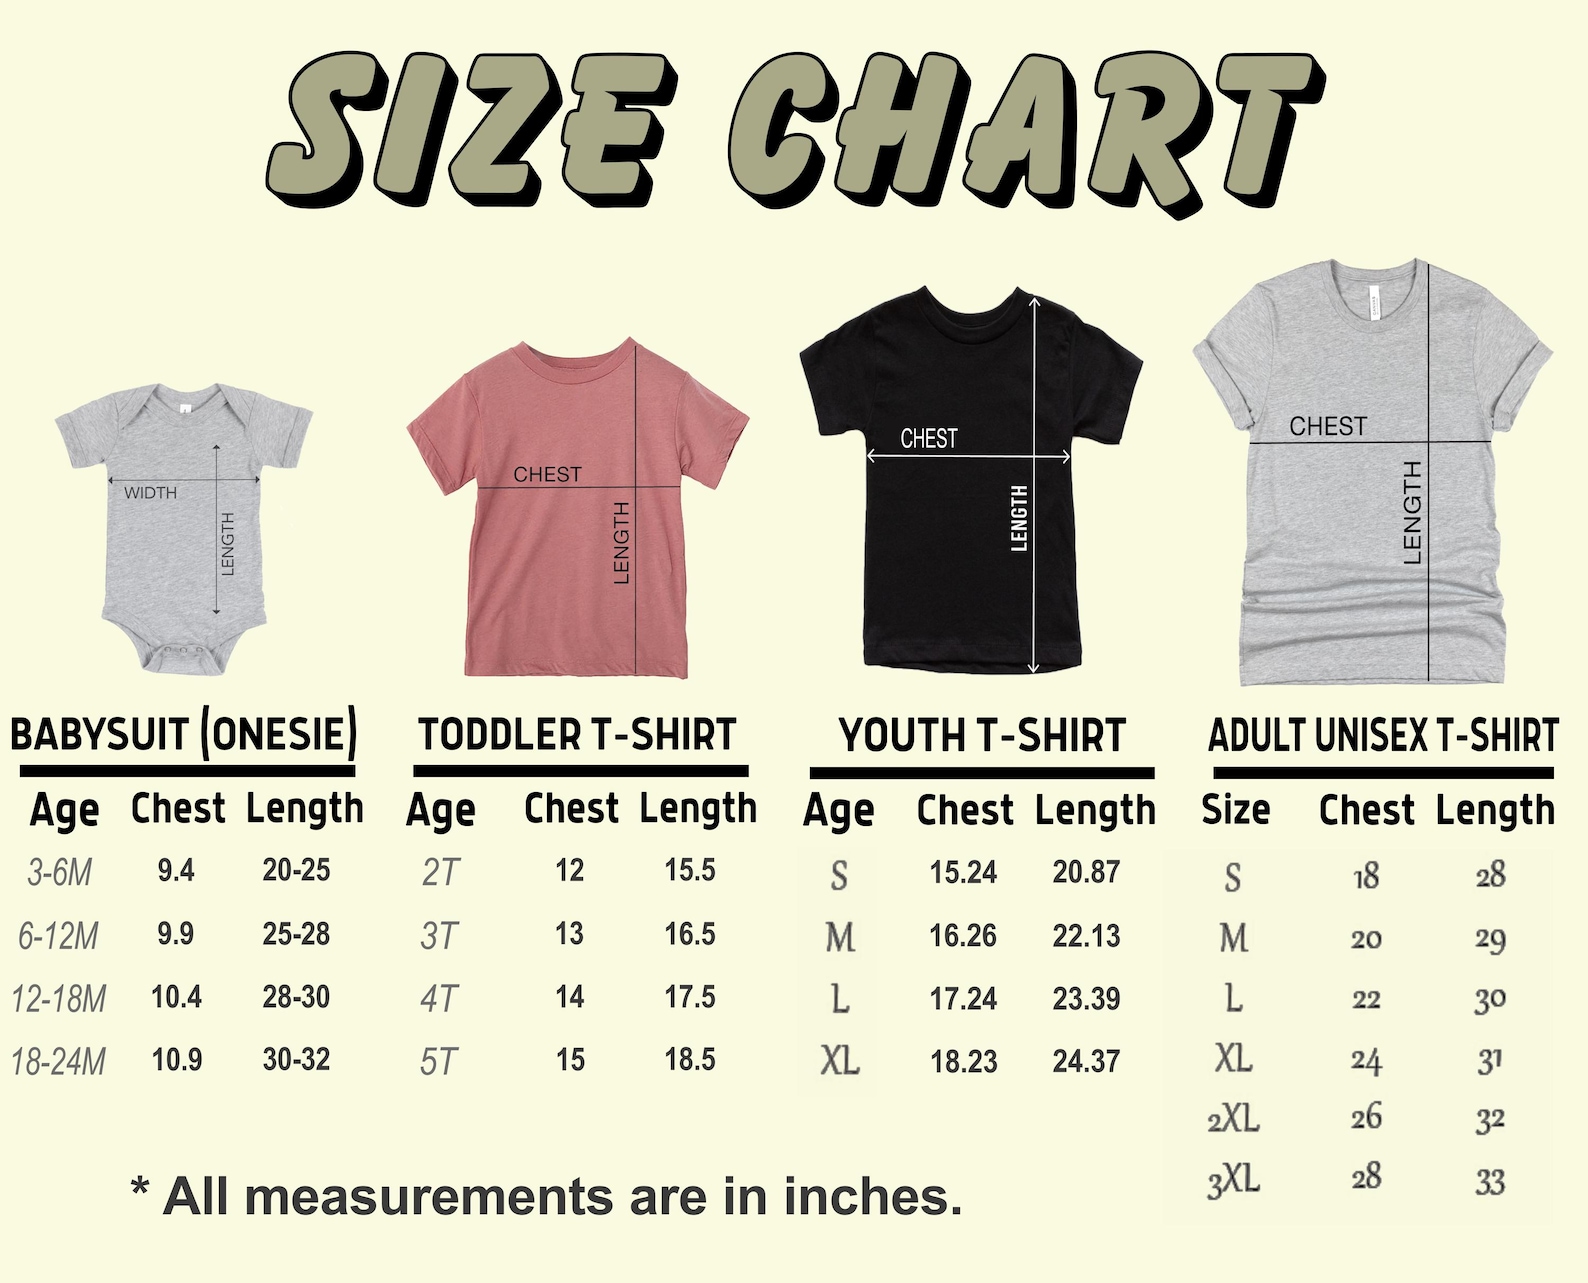 SIZE CHART
WIDTH
LENGTH
CHEST
LENGTH
CHEST
LENGTH
CHEST
LENGTH
BABYSUIT (ONESIE)
Age Chest Length
3-6M 9.4 20-25
6-12M 9.9 25-28
12-18M 10.4 28-30
18-24M 10.9 30-32
TODDLER T-SHIRT
Age Chest Length
2T 12 15.5
3T 13 16.5
4T 14 17.5
5T 15 18.5
YOUTH T-SHIRT
Age Chest Length
S 15.24 20.87
M 16.26 22.13
L 17.24 23.39
XL 18.23 24.37
ADULT UNISEX T-SHIRT
Size Chest Length
S 18 28
M 20 29
L 22 30
XL 24 31
2XL 26 32
3XL 28 33
* All measurements are in inches.